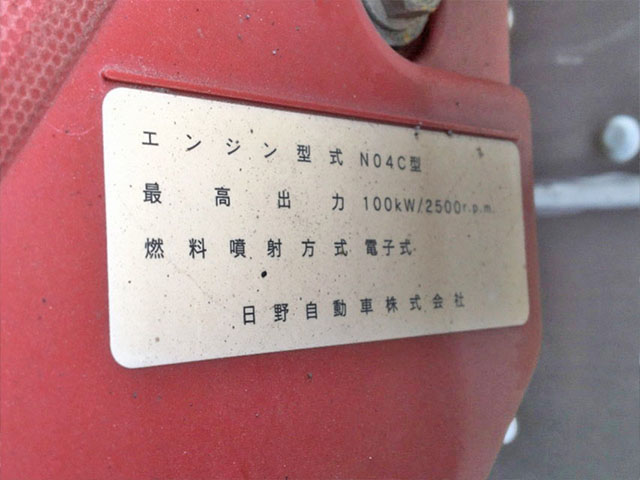 エンジン型式 N04C型
最高出力 100kW/2500r.p.m.
燃料噴射方式 電子式
日野自動車株式会社